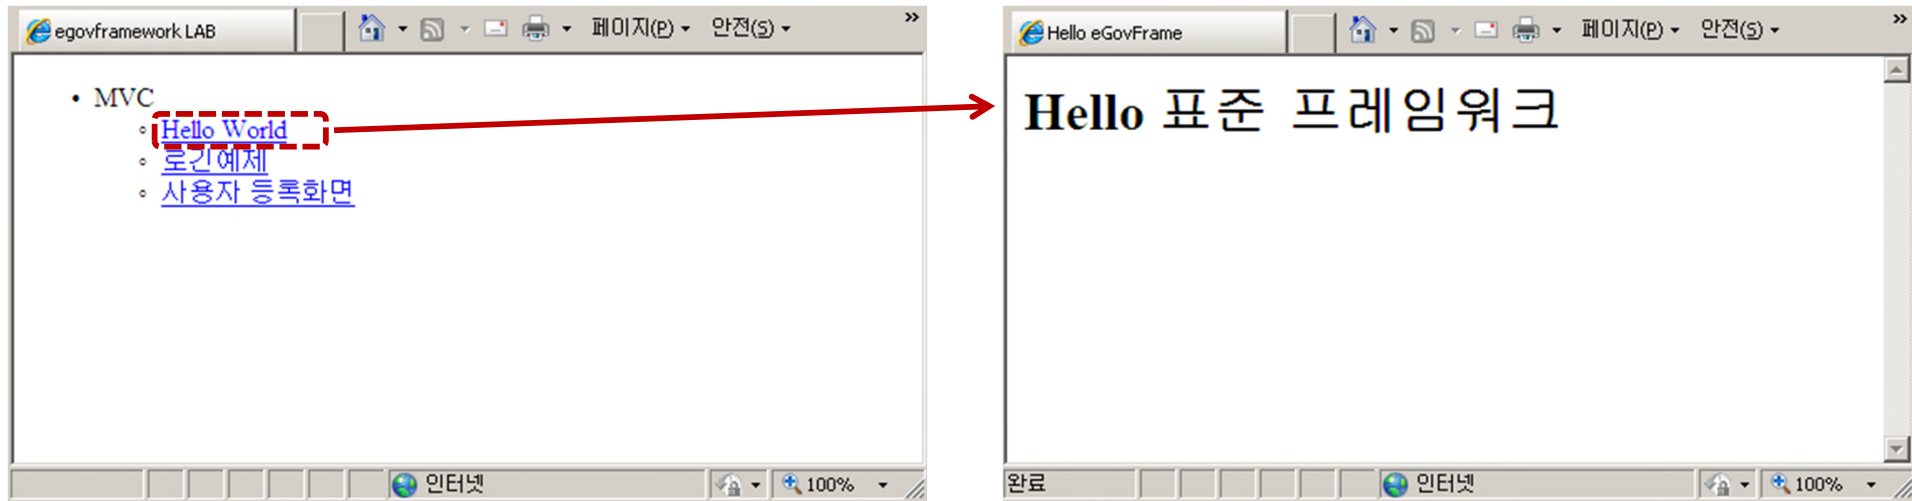 egovframework LAB
페이지(P)
안전(S)
»
MVC
Hello World
로긴예제
사용자 등록화면
인터넷
100%
Hello eGovFrame
페이지(P)
안전(S)
»
Hello 표준 프레임워크
완료
인터넷
100%